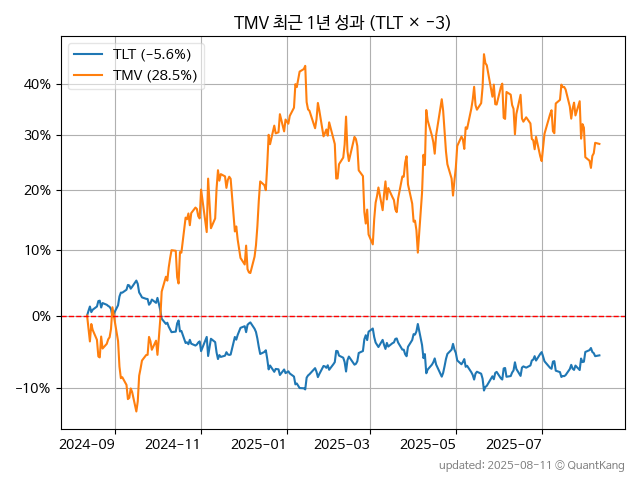 TMV 최근 1년 성과 (TLT × −3)
TLT (−5.6%)
TMV (28.5%)
40%
30%
20%
10%
0%
−10%
2024−09 2024−11 2025−01 2025−03 2025−05 2025−07
updated: 2025−08−11 © QuantKang